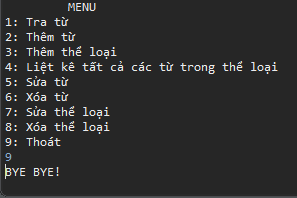 MENU
1: Tra từ
2: Thêm từ
3: Thêm thể loại
4: Liệt kê tất cả các từ trong thể loại
5: Sửa từ
6: Xóa từ
7: Sửa thể loại
8: Xóa thể loại
9: Thoát
9
BYE BYE!